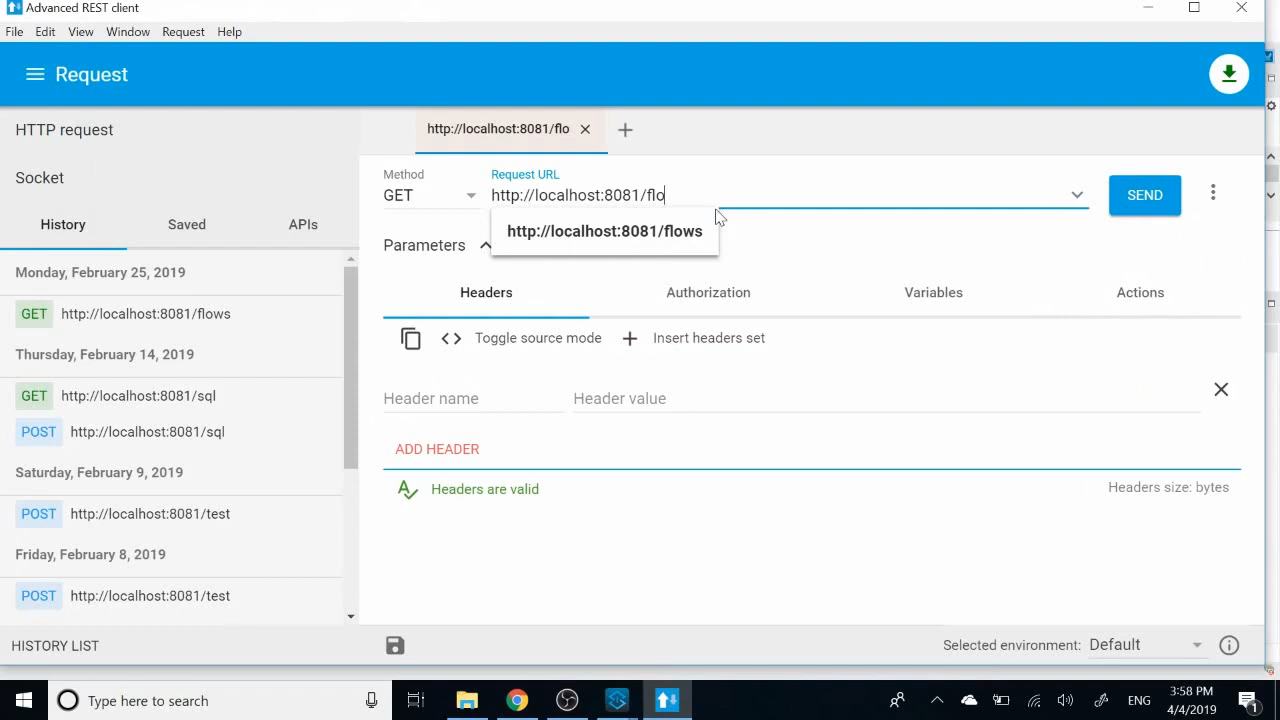 Advanced REST client
File Edit View Window Request Help
Request
HTTP request
http://localhost:8081/flo
Socket
Method
Request URL
GET
http://localhost:8081/flo
SEND
History Saved APIs
http://localhost:8081/flows
Parameters
Monday, February 25, 2019
Headers Authorization Variables Actions
GET http://localhost:8081/flows
Toggle source mode
Insert headers set
Thursday, February 14, 2019
GET http://localhost:8081/sql
Header name
Header value
POST http://localhost:8081/sql
ADD HEADER
Saturday, February 9, 2019
Headers are valid
Headers size: bytes
POST http://localhost:8081/test
Friday, February 8, 2019
POST http://localhost:8081/test
HISTORY LIST
Selected environment: Default
Type here to search
ENG
3:58 PM
4/4/2019
1